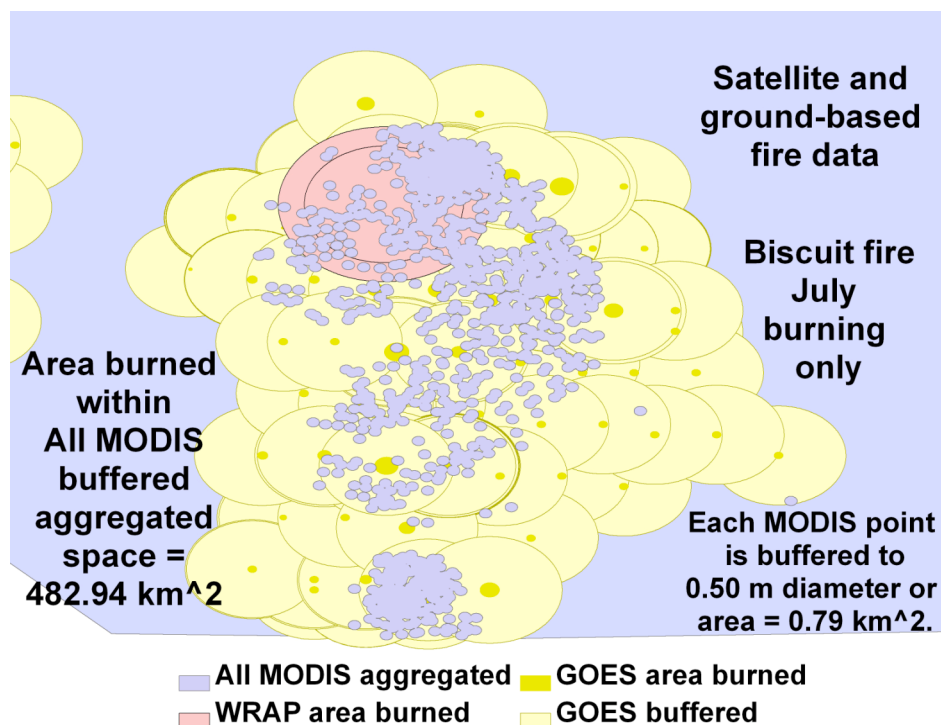 Satellite and
ground-based
fire data
Biscuit fire
July
burning
only
Area burned
within
All MODIS
buffered
aggregated
space =
482.94 km^2
Each MODIS point
is buffered to
0.50 m diameter or
area = 0.79 km^2.
All MODIS aggregated
GOES area burned
WRAP area burned
GOES buffered